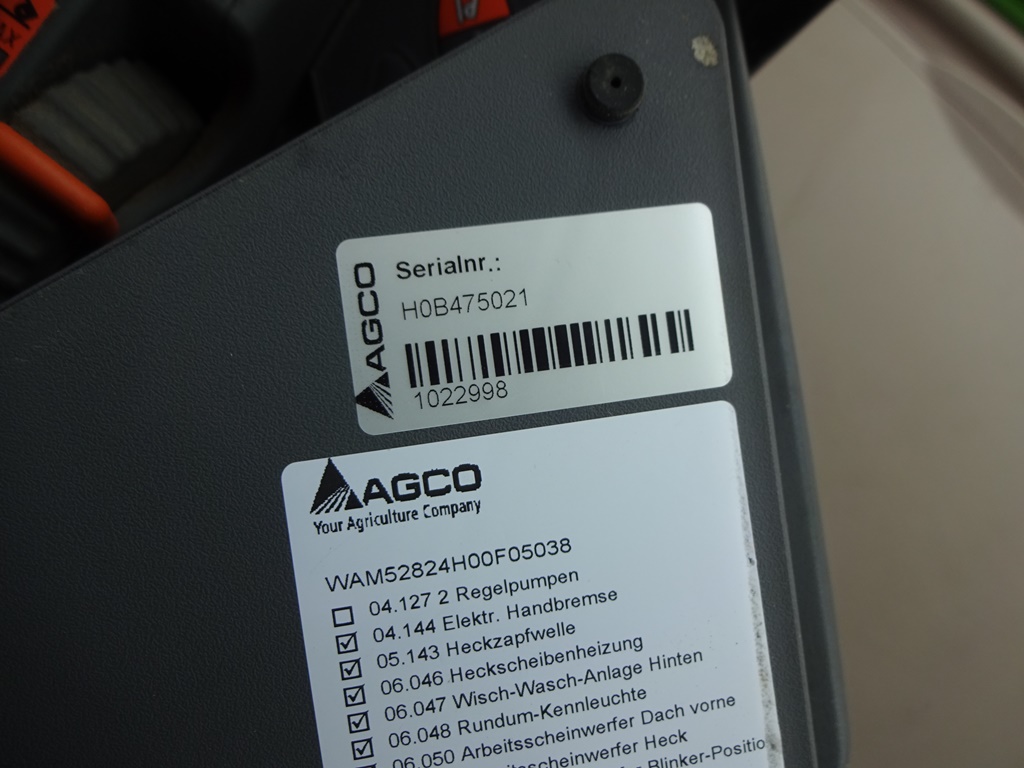 AGCO
Serialnr.:
H0B475021
1022998
AGCO
Your Agriculture Company
WAM52824H00F05038
04.127 2 Regelpumpen
04.144 Elektr. Handbremse
05.143 Heckzapfwelle
06.046 Heckscheibenheizung
06.047 Wisch-Wasch-Anlage Hinten
06.048 Rundum-Kennleuchte
06.050 Arbeitsscheinwerfer Dach vorne
Heck